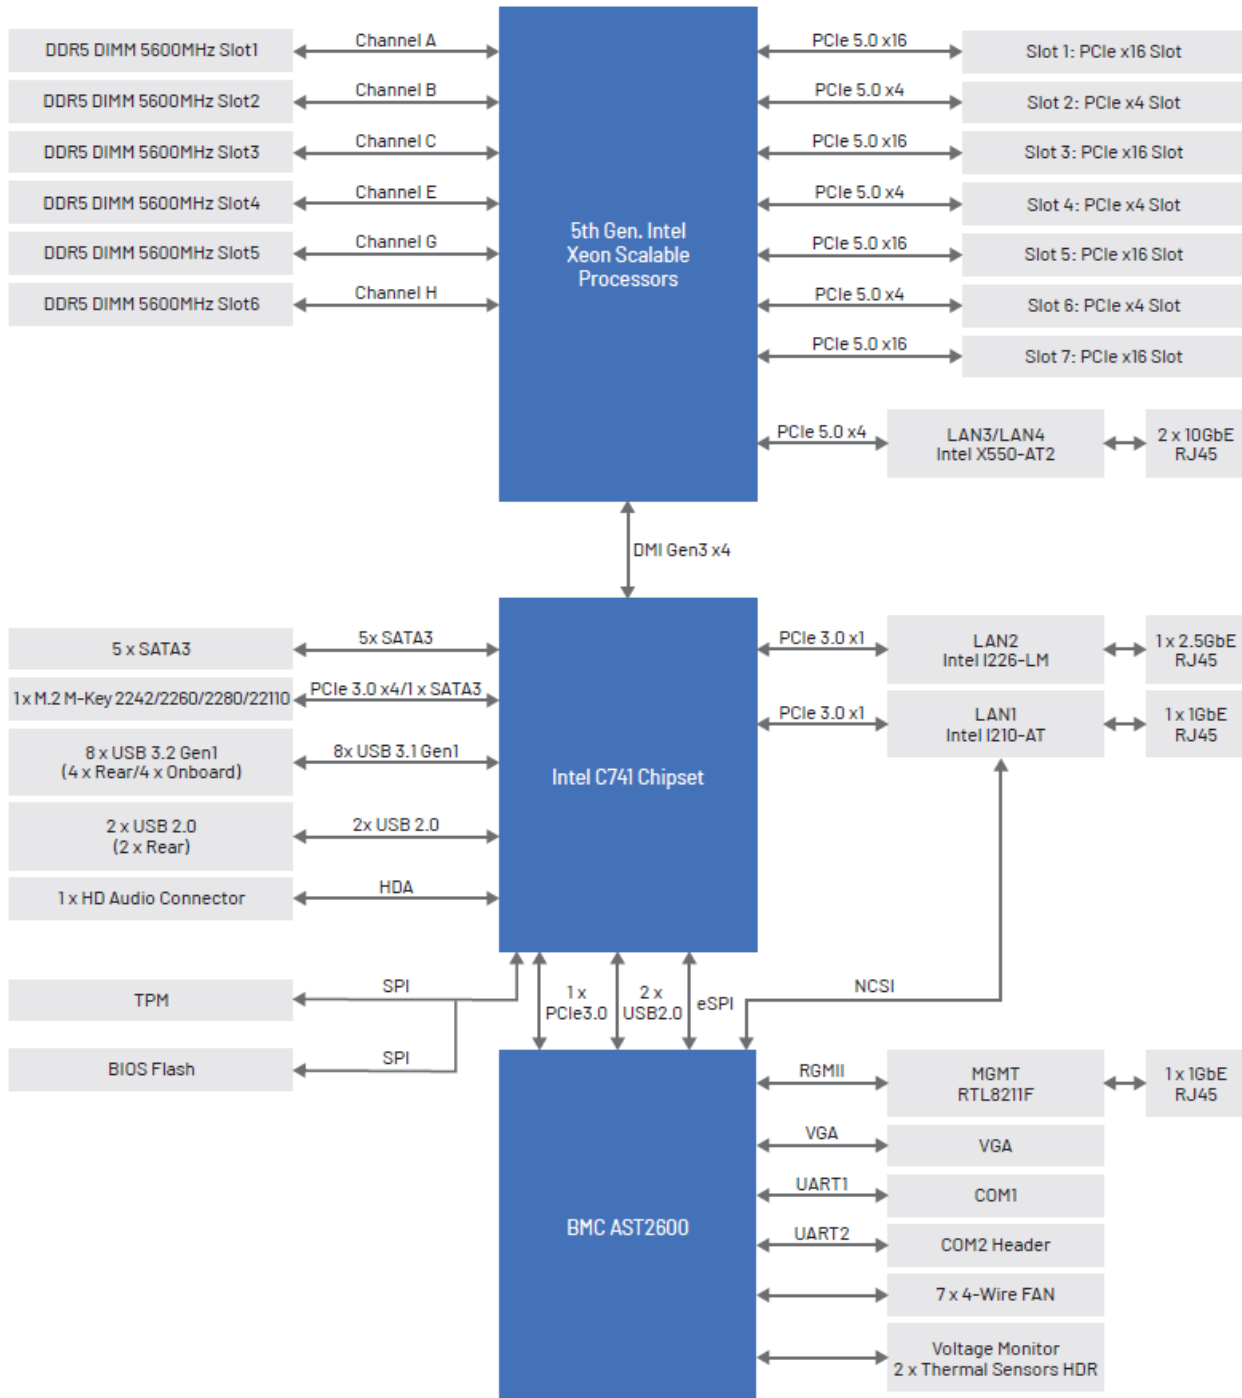 DDR5 DIMM 5600MHz Slot1
Channel A
DDR5 DIMM 5600MHz Slot2
Channel B
DDR5 DIMM 5600MHz Slot3
Channel C
DDR5 DIMM 5600MHz Slot4
Channel E
DDR5 DIMM 5600MHz Slot5
Channel G
DDR5 DIMM 5600MHz Slot6
Channel H
5th Gen. Intel
Xeon Scalable
Processors
PCIe 5.0 x16
Slot 1: PCIe x16 Slot
PCIe 5.0 x4
Slot 2: PCIe x4 Slot
PCIe 5.0 x16
Slot 3: PCIe x16 Slot
PCIe 5.0 x4
Slot 4: PCIe x4 Slot
PCIe 5.0 x16
Slot 5: PCIe x16 Slot
PCIe 5.0 x4
Slot 6: PCIe x4 Slot
PCIe 5.0 x16
Slot 7: PCIe x16 Slot
PCIe 5.0 x4
LAN3/LAN4
Intel X550-AT2
2 x 10GbE
RJ45
DMI Gen3 x4
5 x SATA3
5x SATA3
1 x M.2 M-Key 2242/2260/2280/22110
PCIe 3.0 x4/1 x SATA3
8 x USB 3.2 Gen1
(4 x Rear/4 x Onboard)
8x USB 3.1 Gen1
2 x USB 2.0
(2 x Rear)
2x USB 2.0
1 x HD Audio Connector
HDA
Intel C741 Chipset
PCIe 3.0 x1
LAN2
Intel I226-LM
1 x 2.5GbE
RJ45
PCIe 3.0 x1
LAN1
Intel I210-AT
1 x 1GbE
RJ45
TPM
SPI
BIOS Flash
SPI
1 x
PCIe3.0
2 x
USB2.0
eSPI
NCSI
BMC AST2600
RGMII
MGMT
RTL8211F
1 x 1GbE
RJ45
VGA
VGA
UART1
COM1
UART2
COM2 Header
7 x 4-Wire FAN
Voltage Monitor
2 x Thermal Sensors HDR